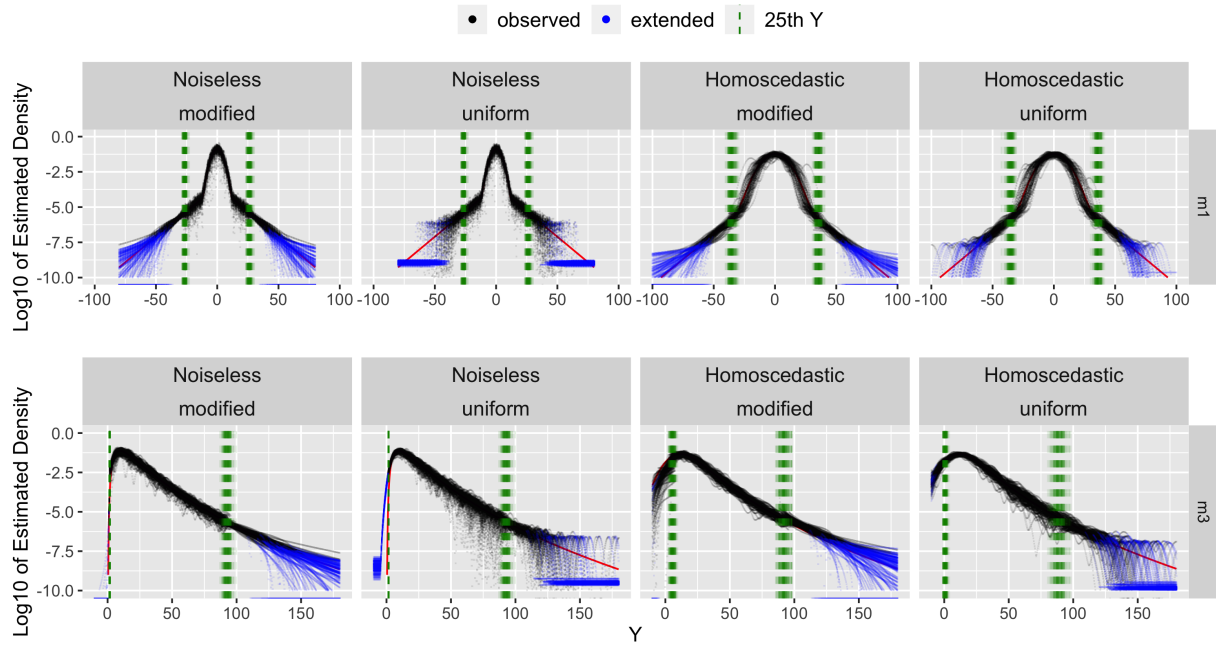 observed extended 25th Y
Noiseless Noiseless Homoscedastic Homoscedastic
modified uniform modified uniform
Log10 of Estimated Density
0.0
-2.5
-5.0
-7.5
-10.0
m1
-100 -50 0 50 100 -100 -50 0 50 100 -100 -50 0 50 100 -100 -50 0 50 100
Noiseless Noiseless Homoscedastic Homoscedastic
modified uniform modified uniform
Log10 of Estimated Density
0.0
-2.5
-5.0
-7.5
-10.0
m3
0 50 100 150 0 50 100 150 0 50 100 150 0 50 100 150
Y